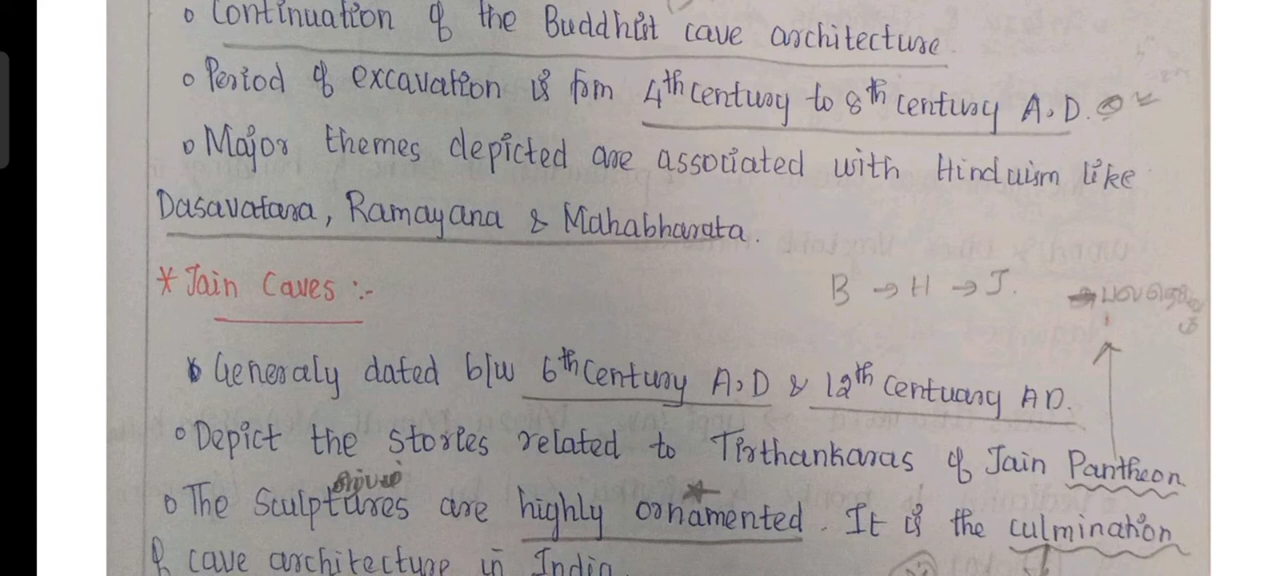 o Continuation of the Buddhist cave architecture
o Period of excavation is from 4th century to 8th century A.D.
o Major themes depicted are associated with Hinduism like
Dasavatara, Ramayana & Mahabharata.
* Jain Caves :-
B → H → J.
Generaly dated b/w 6th Century A.D & 12th Centuary AD.
o Depict the stories related to Tirthankaras of Jain Pantheon
o The Sculptures are highly ornamented. It is the culmination
of cave architecture in India.